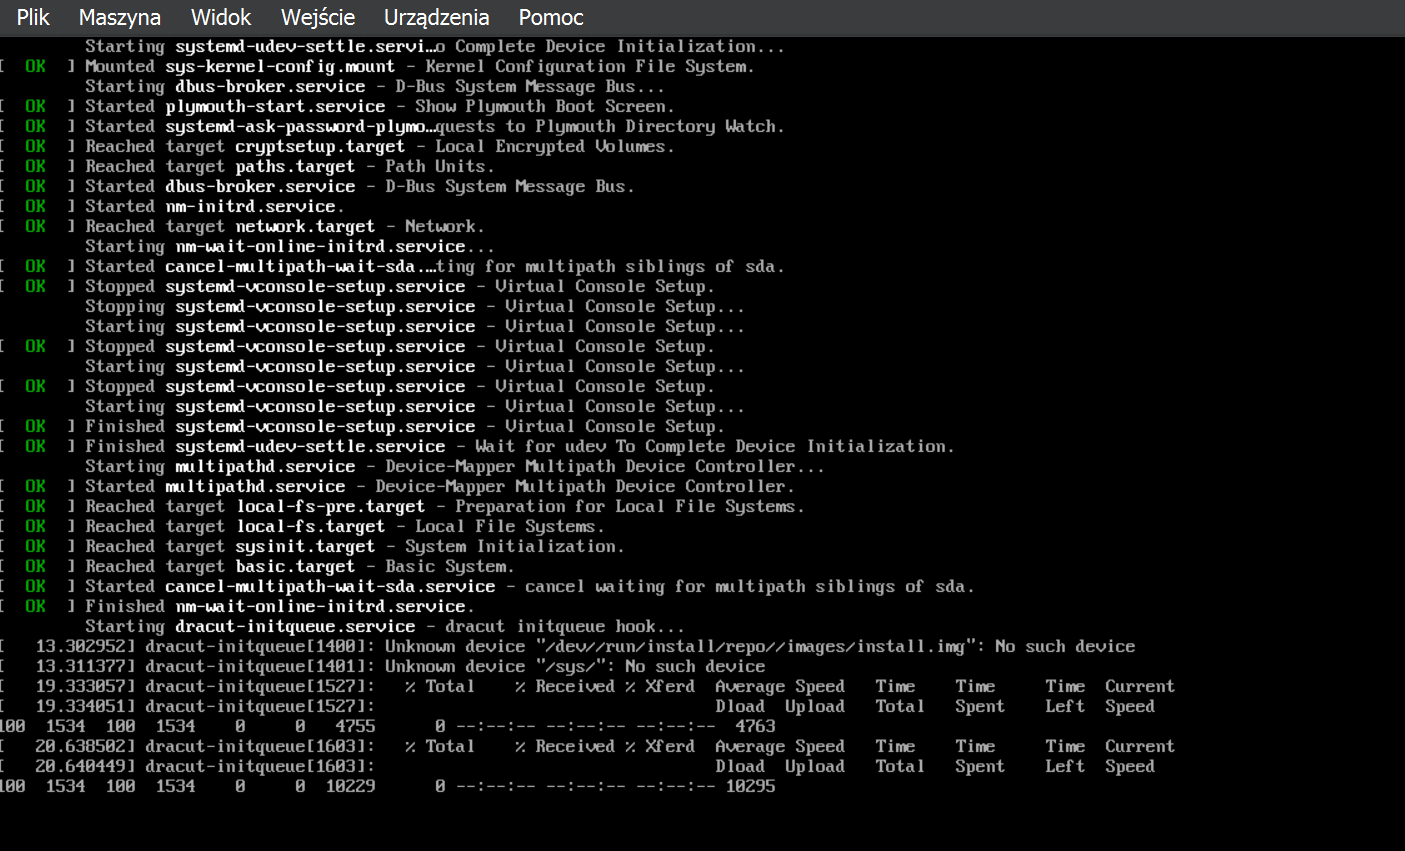 Plik Maszyna Widok Wejście Urządzenia Pomoc
Starting systemd-udev-settle.servi…o Complete Device Initialization...
[ OK ] Mounted sys-kernel-config.mount - Kernel Configuration File System.
Starting dbus-broker.service - D-Bus System Message Bus...
[ OK ] Started plymouth-start.service - Show Plymouth Boot Screen.
[ OK ] Started systemd-ask-password-plymo…quests to Plymouth Directory Watch.
[ OK ] Reached target cryptsetup.target - Local Encrypted Volumes.
[ OK ] Reached target paths.target - Path Units.
[ OK ] Started dbus-broker.service - D-Bus System Message Bus.
[ OK ] Started nm-initrd.service.
[ OK ] Reached target network.target - Network.
Starting nm-wait-online-initrd.service...
[ OK ] Started cancel-multipath-wait-sda.…ting for multipath siblings of sda.
[ OK ] Stopped systemd-vconsole-setup.service - Virtual Console Setup.
Stopping systemd-vconsole-setup.service - Virtual Console Setup...
Starting systemd-vconsole-setup.service - Virtual Console Setup...
[ OK ] Stopped systemd-vconsole-setup.service - Virtual Console Setup.
Starting systemd-vconsole-setup.service - Virtual Console Setup...
[ OK ] Stopped systemd-vconsole-setup.service - Virtual Console Setup.
Starting systemd-vconsole-setup.service - Virtual Console Setup...
[ OK ] Finished systemd-vconsole-setup.service - Virtual Console Setup.
[ OK ] Finished systemd-udev-settle.service - Wait for udev To Complete Device Initialization.
Starting multipathd.service - Device-Mapper Multipath Device Controller...
[ OK ] Started multipathd.service - Device-Mapper Multipath Device Controller.
[ OK ] Reached target local-fs-pre.target - Preparation for Local File Systems.
[ OK ] Reached target local-fs.target - Local File Systems.
[ OK ] Reached target sysinit.target - System Initialization.
[ OK ] Reached target basic.target - Basic System.
[ OK ] Started cancel-multipath-wait-sda.service - cancel waiting for multipath siblings of sda.
[ OK ] Finished nm-wait-online-initrd.service.
Starting dracut-initqueue.service - dracut initqueue hook...
[ 13.302952] dracut-initqueue[1400]: Unknown device "/dev//run/install/repo//images/install.img": No such device
[ 13.311377] dracut-initqueue[1401]: Unknown device "/sys/": No such device
[ 19.333057] dracut-initqueue[1527]: % Total % Received % Xferd Average Speed Time Time Time Current
[ 19.334051] dracut-initqueue[1527]: Dload Upload Total Spent Left Speed
100 1534 100 1534 0 0 4755 0 --:--:-- --:--:-- --:--:-- 4763
[ 20.638502] dracut-initqueue[1603]: % Total % Received % Xferd Average Speed Time Time Time Current
[ 20.640449] dracut-initqueue[1603]: Dload Upload Total Spent Left Speed
100 1534 100 1534 0 0 10229 0 --:--:-- --:--:-- --:--:-- 10295